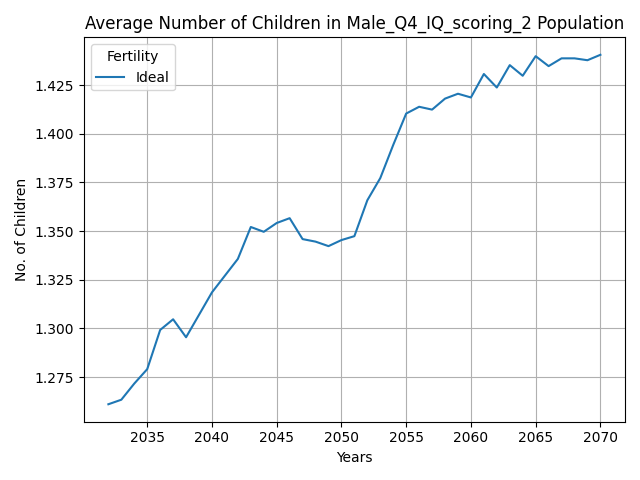 Average Number of Children in Male_Q4_IQ_scoring_2 Population
Fertility
Ideal
No. of Children
1.425
1.400
1.375
1.350
1.325
1.300
1.275
2035 2040 2045 2050 2055 2060 2065 2070
Years